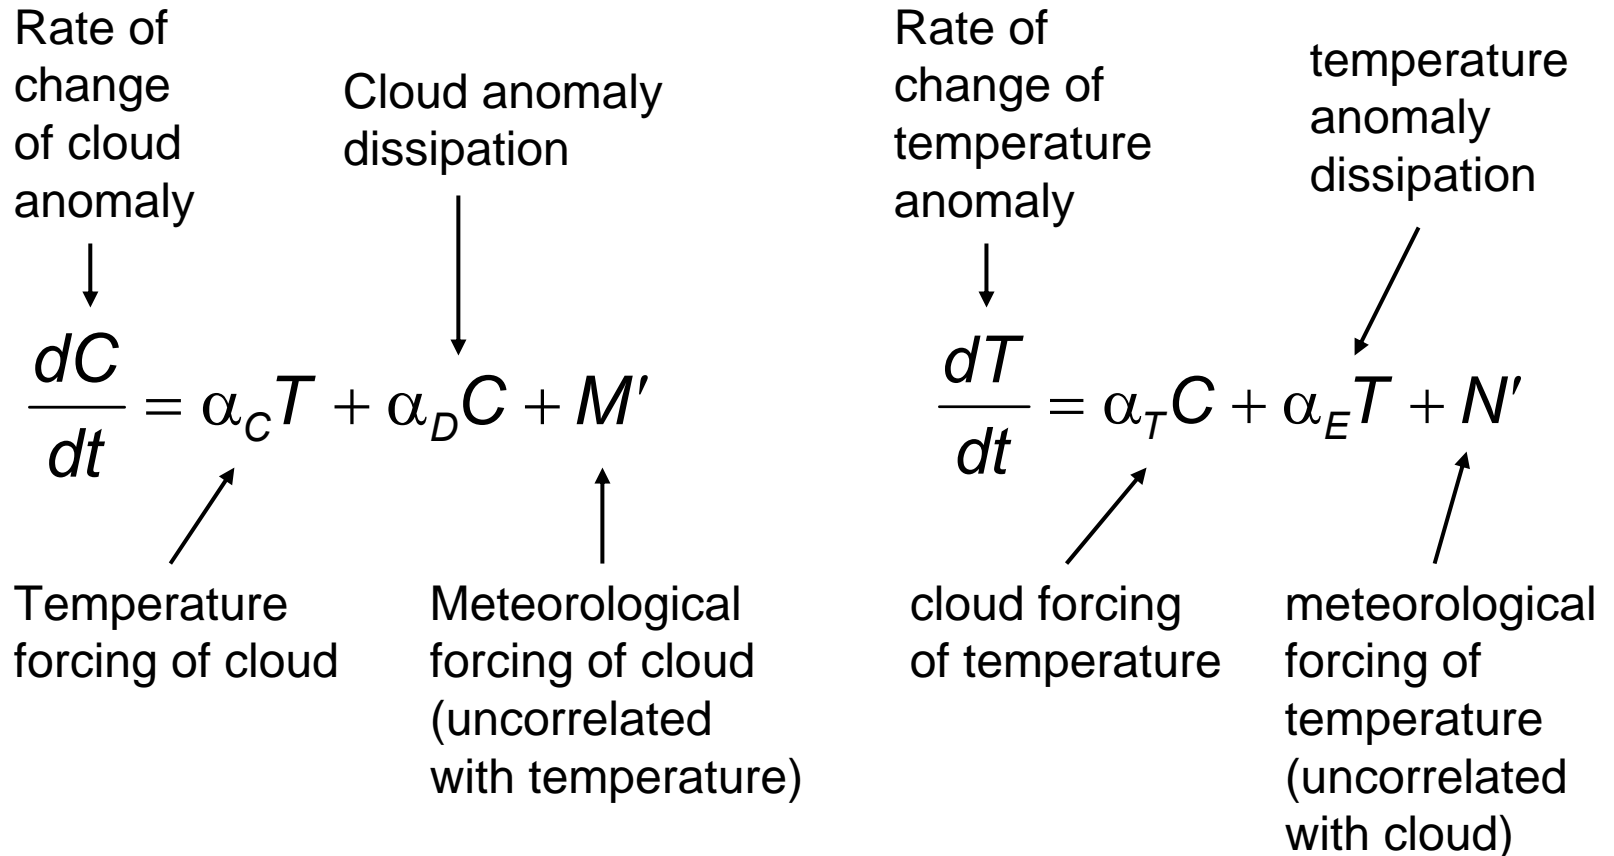 Rate of
change
of cloud
anomaly
Cloud anomaly
dissipation
dC/dt = α_C T + α_D C + M′
Temperature
forcing of cloud
Meteorological
forcing of cloud
(uncorrelated
with temperature)
Rate of
change of
temperature
anomaly
temperature
anomaly
dissipation
dT/dt = α_T C + α_E T + N′
cloud forcing
of temperature
meteorological
forcing of
temperature
(uncorrelated
with cloud)